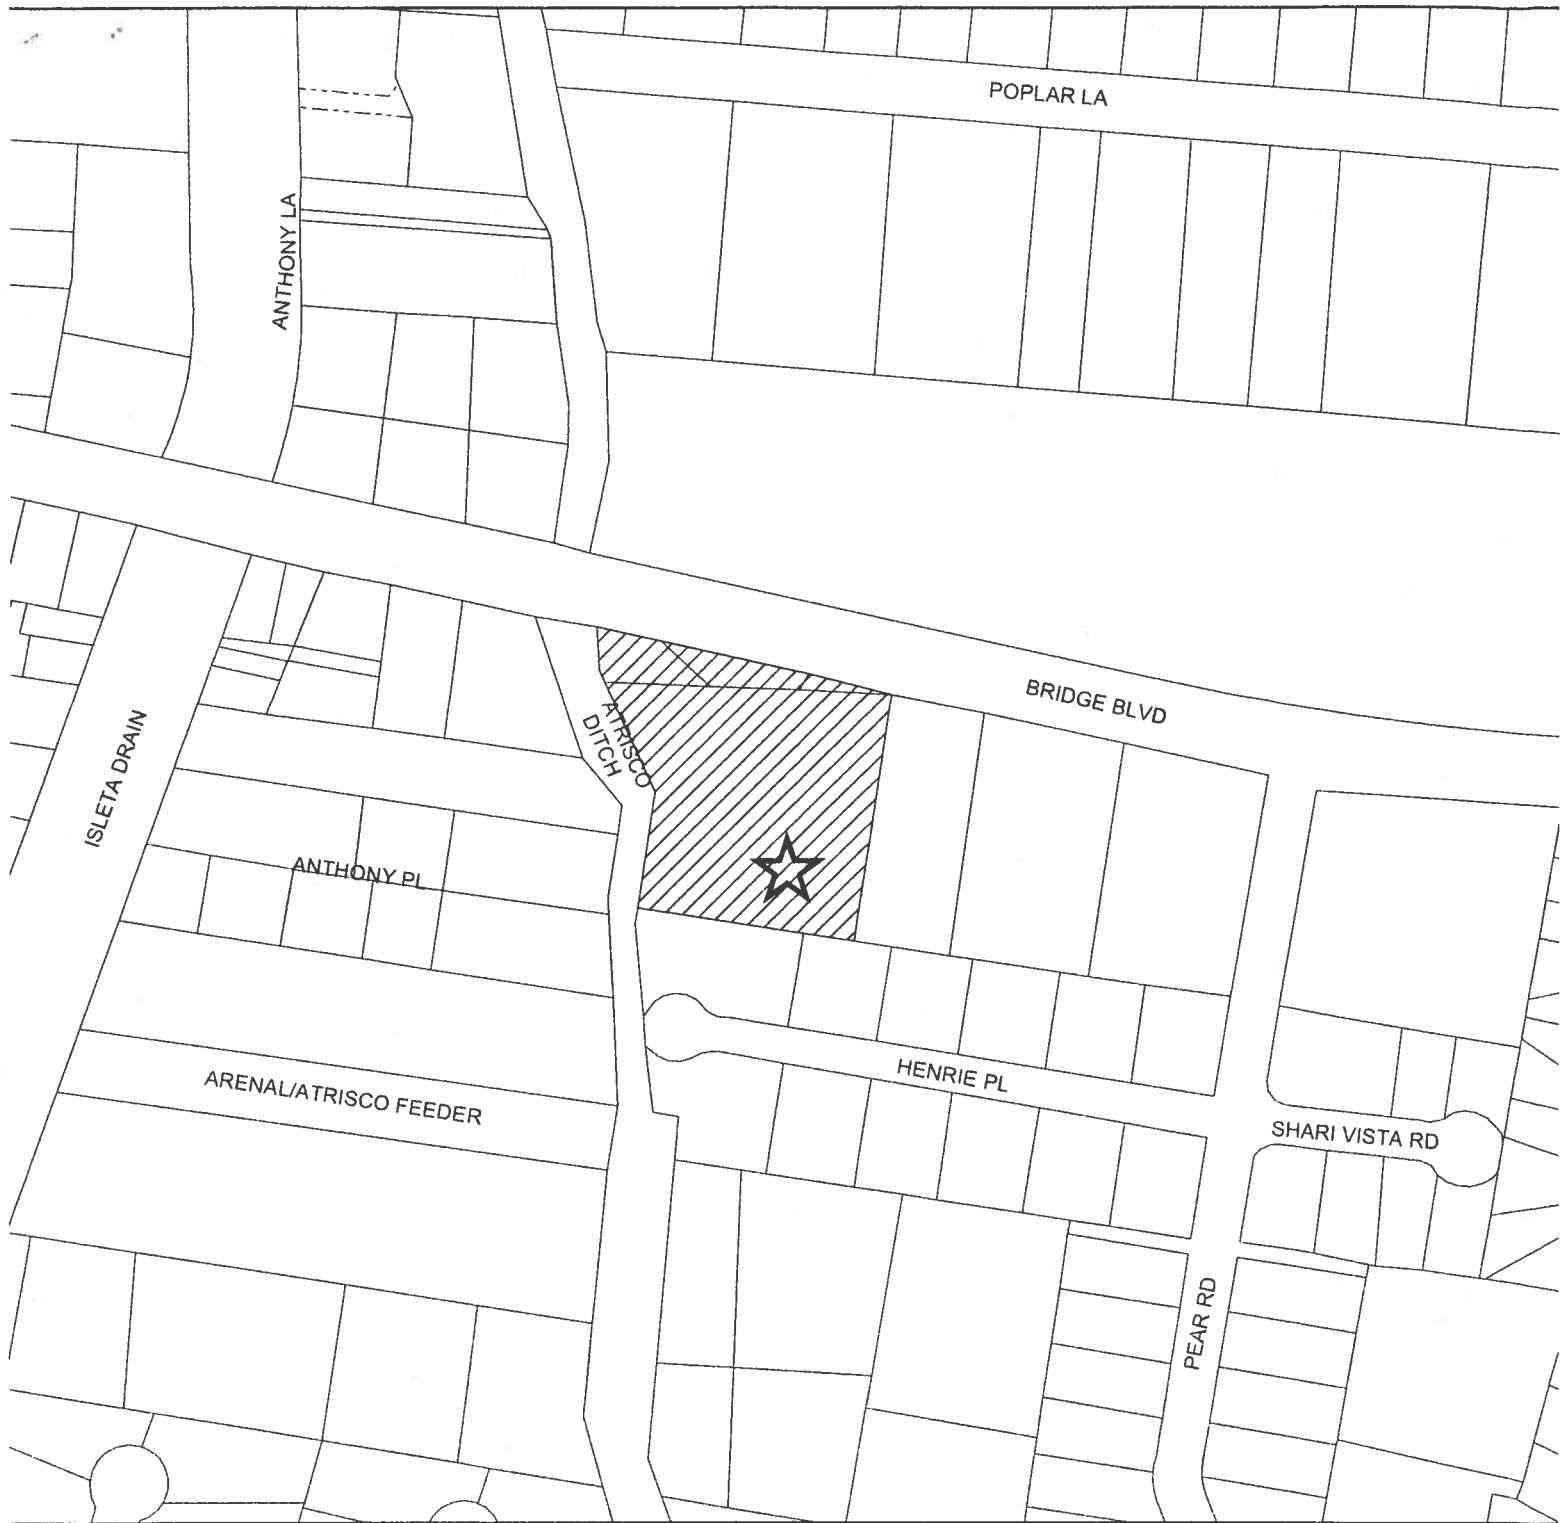 POPLAR LA
ANTHONY LA
BRIDGE BLVD
ATRISCO
DITCH
ISLETA DRAIN
ANTHONY PL
HENRIE PL
ARENAL/ATRISCO FEEDER
SHARI VISTA RD
PEAR RD